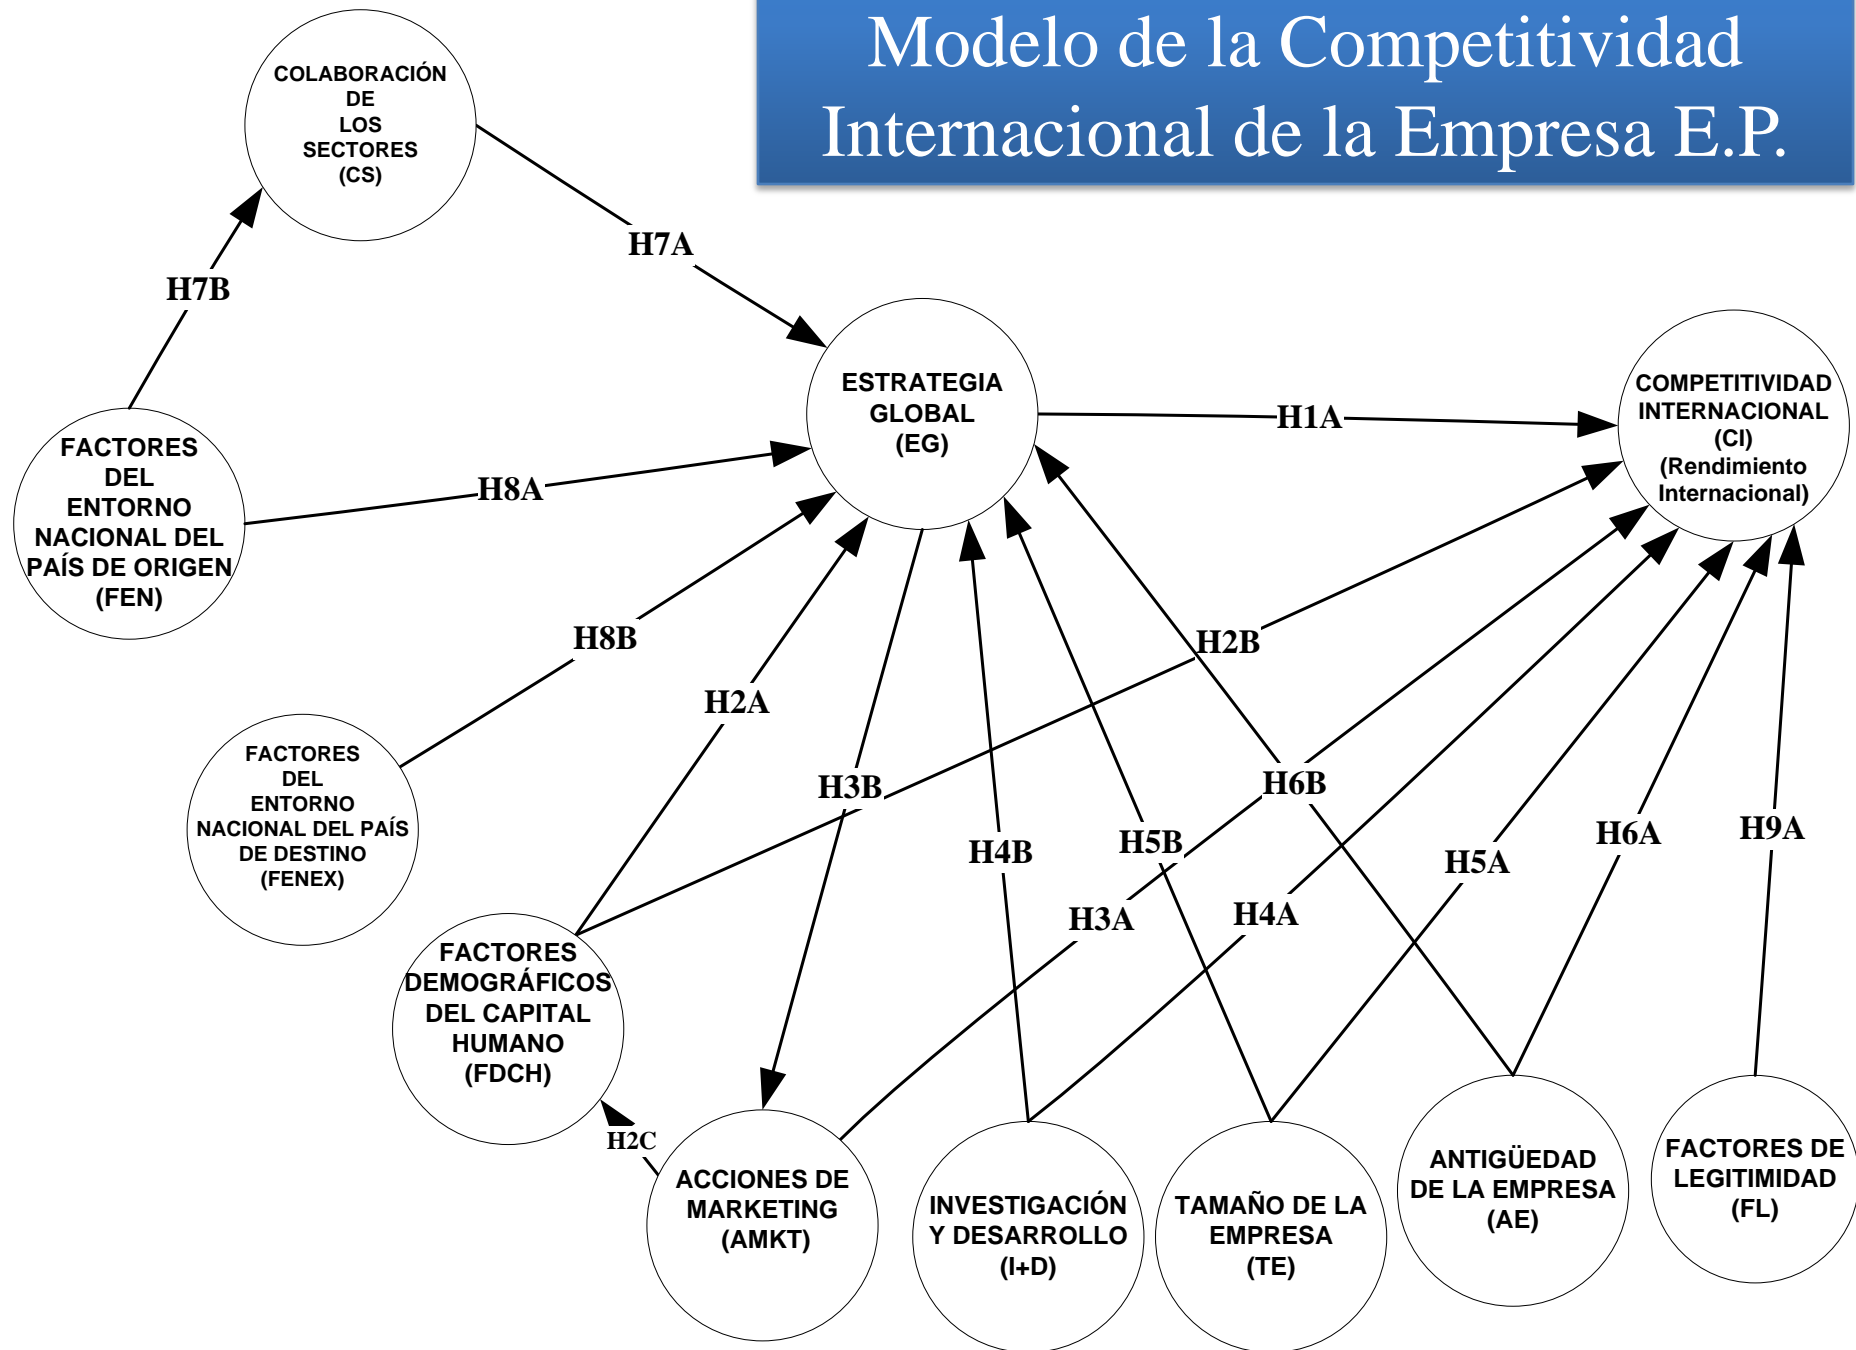 Modelo de la Competitividad
Internacional de la Empresa E.P.
COLABORACIÓN
DE
LOS
SECTORES
(CS)
H7A
H7B
ESTRATEGIA
GLOBAL
(EG)
H1A
COMPETITIVIDAD
INTERNACIONAL
(CI)
(Rendimiento
Internacional)
FACTORES
DEL
ENTORNO
NACIONAL DEL
PAÍS DE ORIGEN
(FEN)
H8A
H8B
H2B
H2A
FACTORES
DEL
ENTORNO
NACIONAL DEL PAÍS
DE DESTINO
(FENEX)
H3B
H6B
H4B
H5B
H5A
H6A
H9A
H3A
H4A
FACTORES
DEMOGRÁFICOS
DEL CAPITAL
HUMANO
(FDCH)
H2C
ACCIONES DE
MARKETING
(AMKT)
INVESTIGACIÓN
Y DESARROLLO
(I+D)
TAMAÑO DE LA
EMPRESA
(TE)
ANTIGÜEDAD
DE LA EMPRESA
(AE)
FACTORES DE
LEGITIMIDAD
(FL)